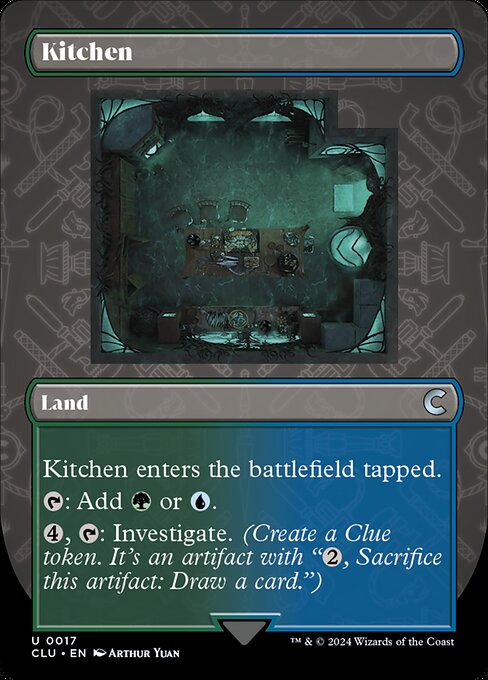 Kitchen
Land
Kitchen enters the battlefield tapped.
: Add or .
4, : Investigate. (Create a Clue
token. It's an artifact with “2, Sacrifice
this artifact: Draw a card.”)
U 0017
CLU • EN ARTHUR YUAN
™ & © 2024 Wizards of the Coast